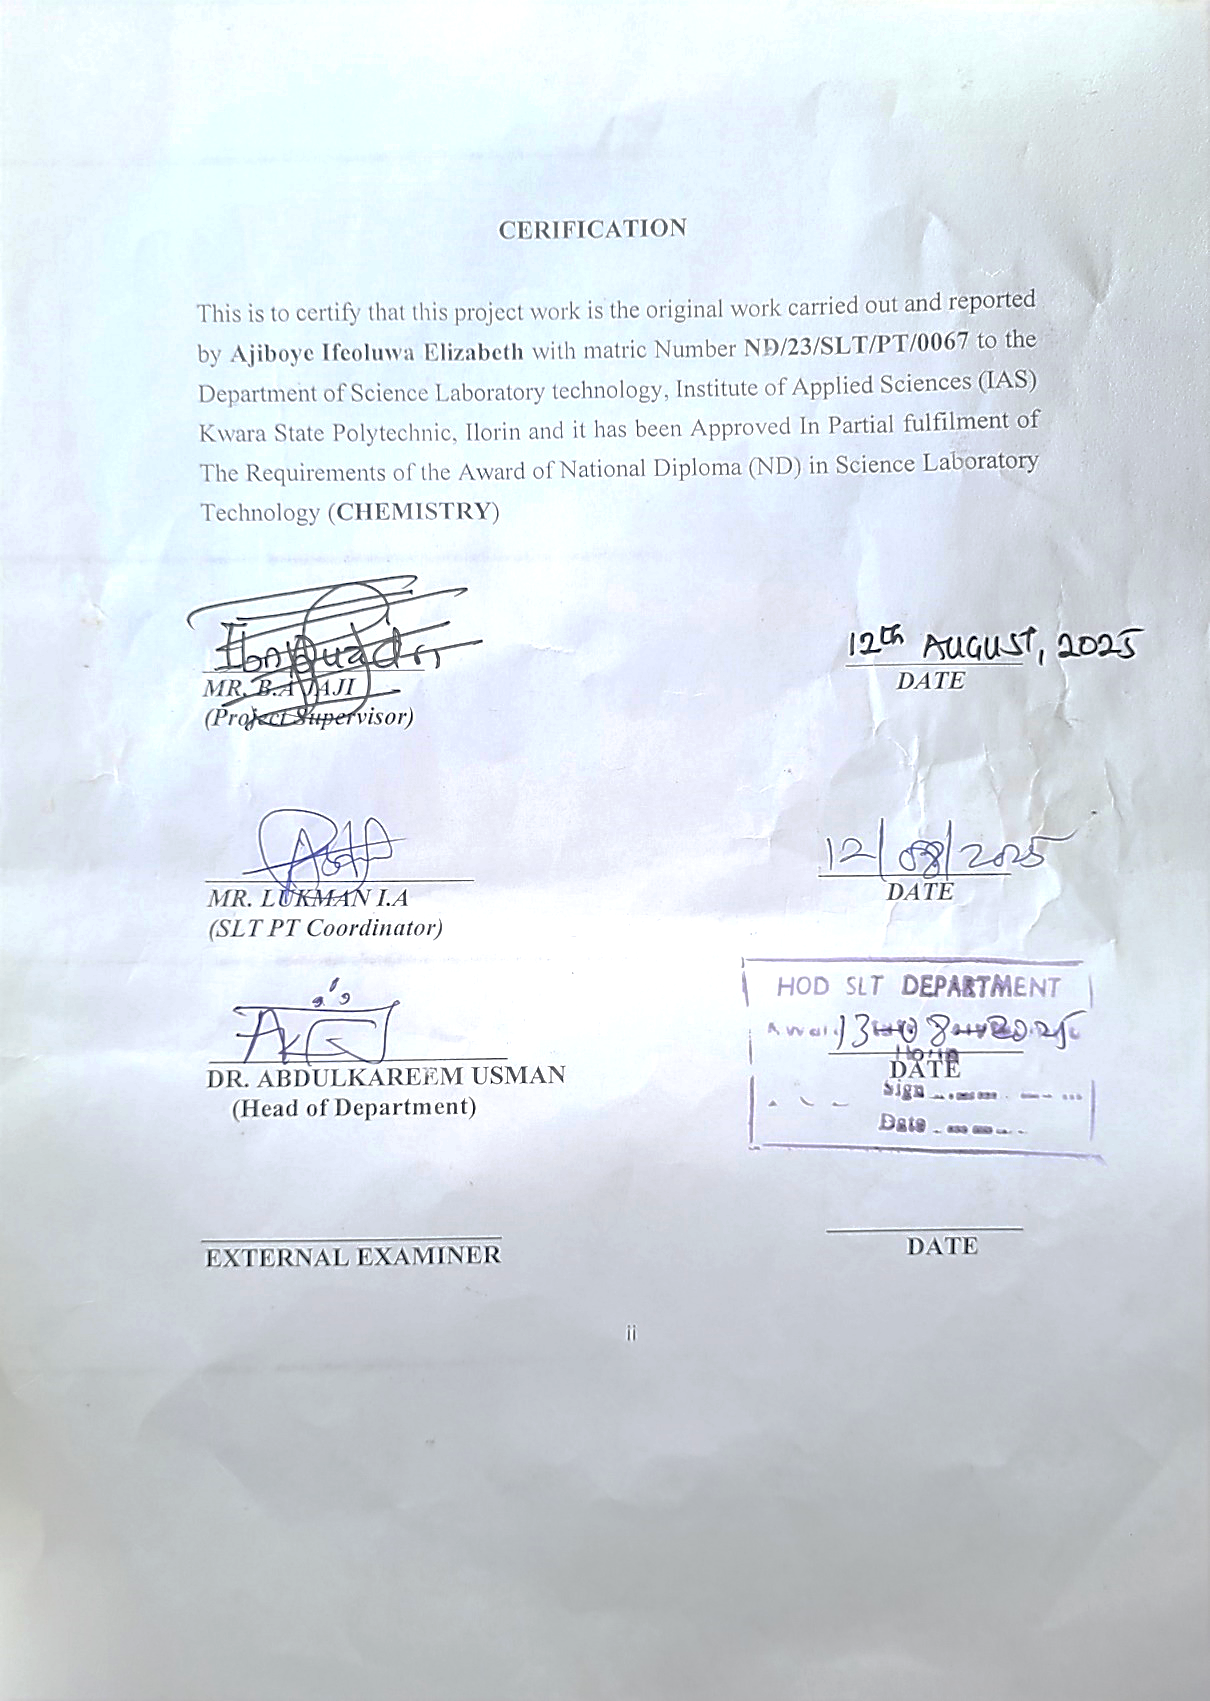 CERIFICATION
This is to certify that this project work is the original work carried out and reported
by Ajiboye Ifeoluwa Elizabeth with matric Number ND/23/SLT/PT/0067 to the
Department of Science Laboratory technology, Institute of Applied Sciences (IAS)
Kwara State Polytechnic, Ilorin and it has been Approved In Partial fulfilment of
The Requirements of the Award of National Diploma (ND) in Science Laboratory
Technology (CHEMISTRY)
12th AUGUST, 2025
MR. B.A JAJI DATE
(Project Supervisor)
12/08/2025
MR. LUKMAN I.A DATE
(SLT PT Coordinator)
HOD SLT DEPARTMENT
DR. ABDULKAREEM USMAN DATE
(Head of Department) Sign
Date
EXTERNAL EXAMINER DATE
ii